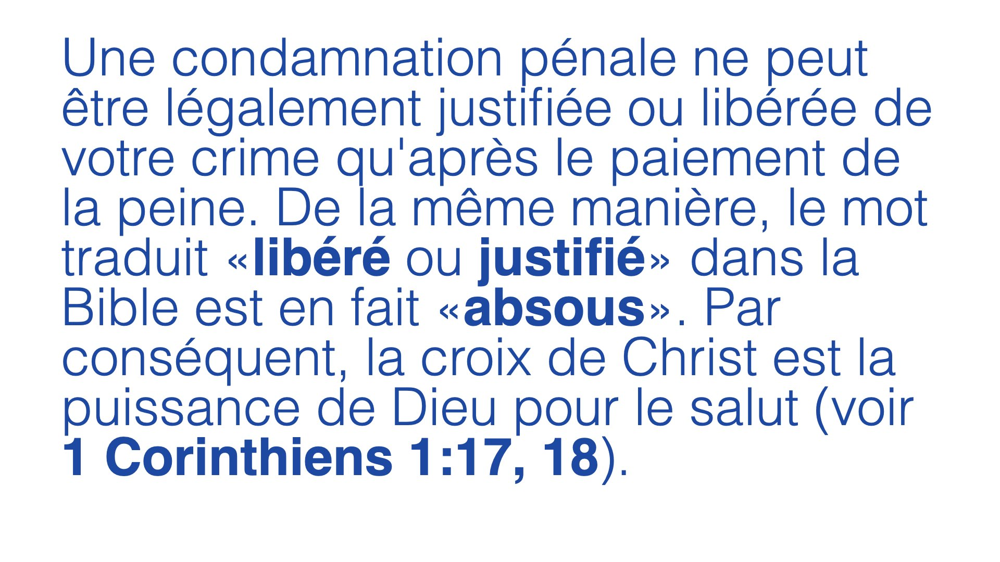 Une condamnation pénale ne peut
être légalement justifiée ou libérée de
votre crime qu'après le paiement de
la peine. De la même manière, le mot
traduit «libéré ou justifié» dans la
Bible est en fait «absous». Par
conséquent, la croix de Christ est la
puissance de Dieu pour le salut (voir
1 Corinthiens 1:17, 18).